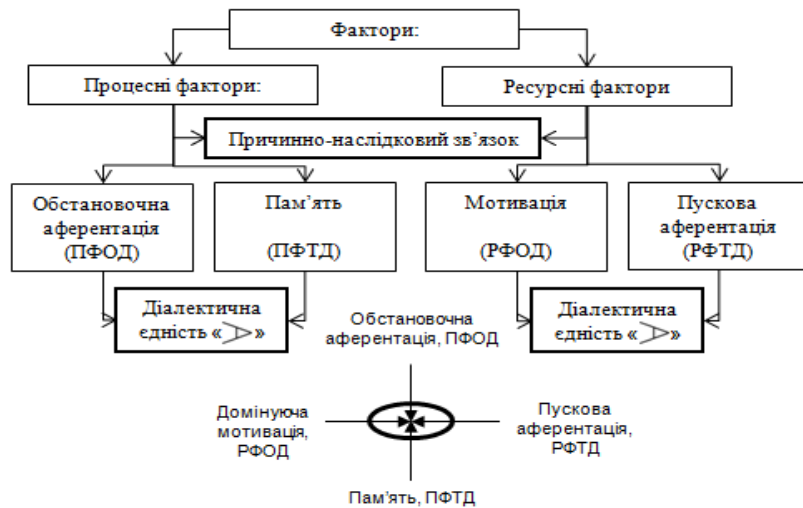 Фактори:
Процесні фактори:
Ресурсні фактори
Причинно-наслідковий зв’язок
Обстановочна
аферентація
(ПФОД)
Пам’ять
(ПФТД)
Мотивація
(РФОД)
Пускова
аферентація
(РФТД)
Діалектична
єдність «⩜»
Діалектична
єдність «⩜»
Обстановочна
аферентація, ПФОД
Домінуюча
мотивація,
РФОД
Пускова
аферентація,
РФТД
Пам’ять, ПФТД